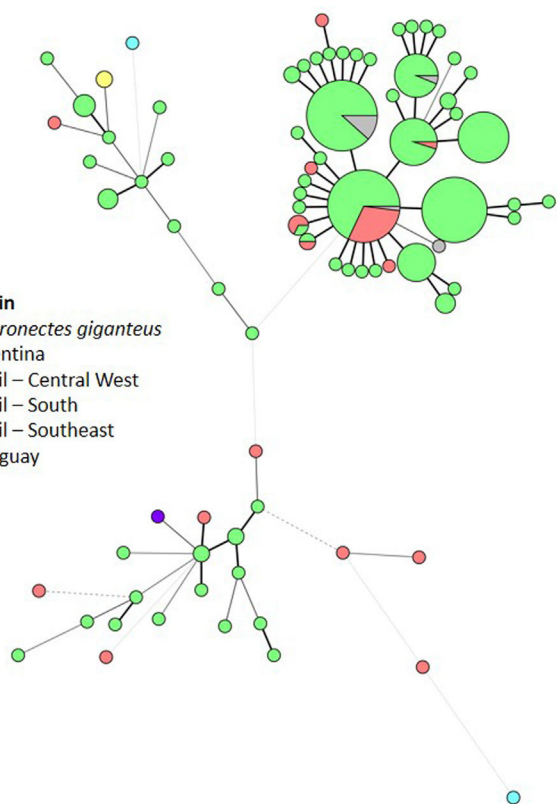 in
ronectes giganteus
ntina
il – Central West
il – South
il – Southeast
guay